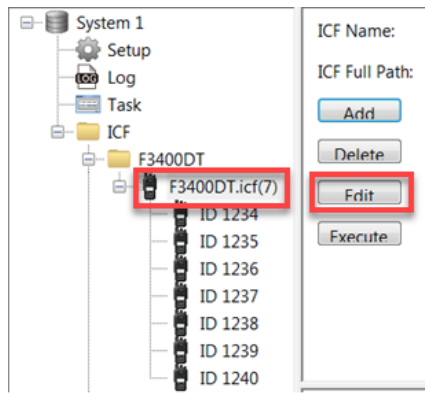 System 1
Setup
LOG
Log
Task
ICF
F3400DT
F3400DT.icf(7)
ID 1234
ID 1235
ID 1236
ID 1237
ID 1238
ID 1239
ID 1240
ICF Name:
ICF Full Path:
Add
Delete
Edit
Execute